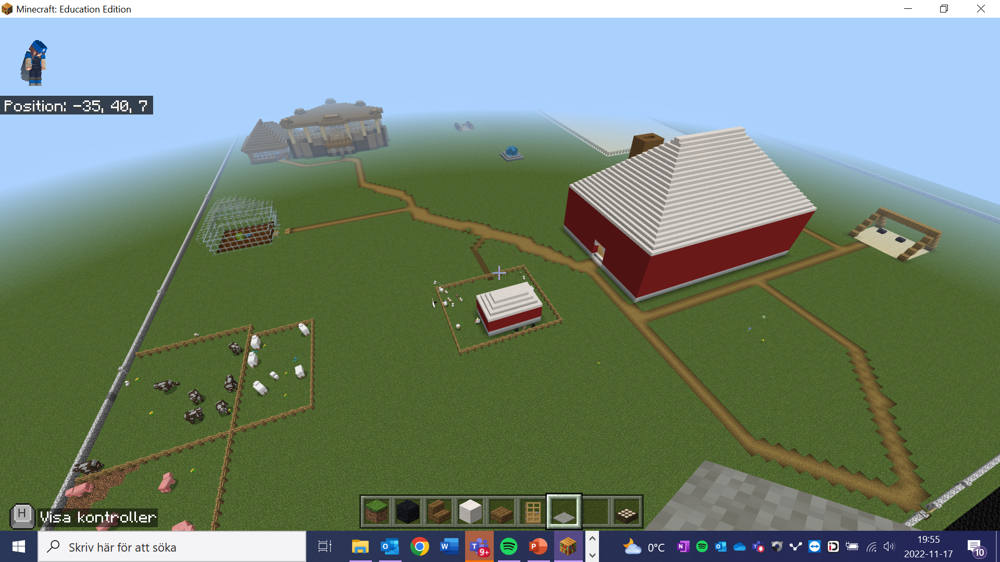 Minecraft: Education Edition
Position: -35, 40, 7
H Visa kontroller
Skriv här för att söka
9+
0°C
19:55
2022-11-17
10